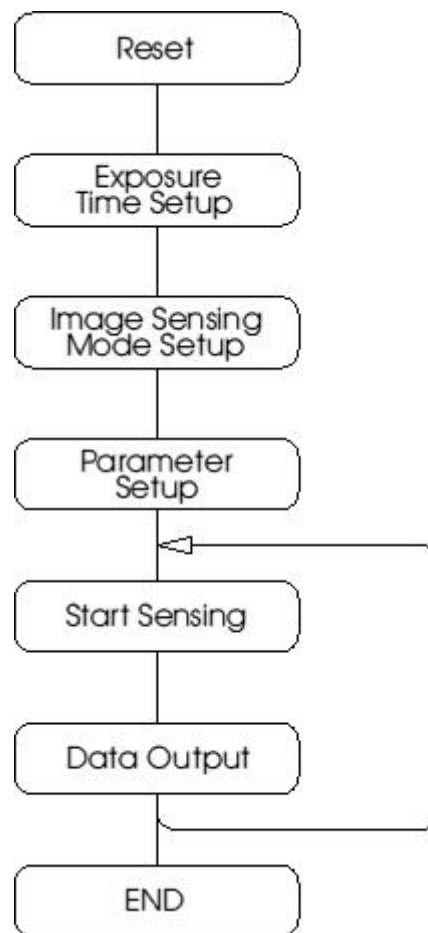 Reset
Exposure
Time Setup
Image Sensing
Mode Setup
Parameter
Setup
Start Sensing
Data Output
END